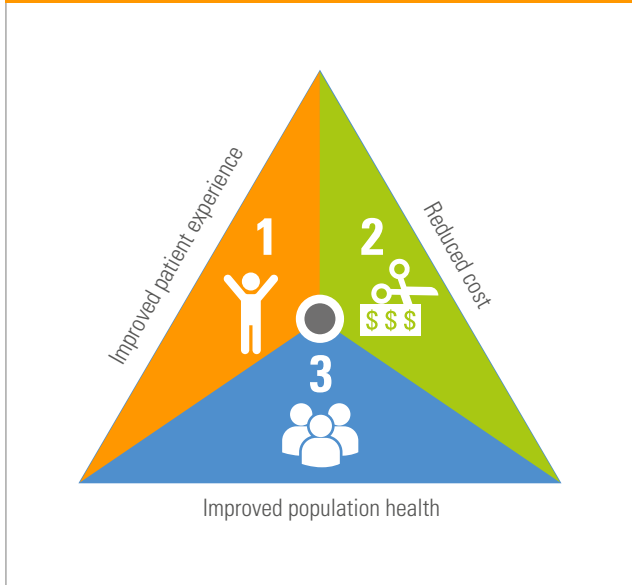 Improved patient experience
1
2
Reduced cost
$ $ $
3
Improved population health